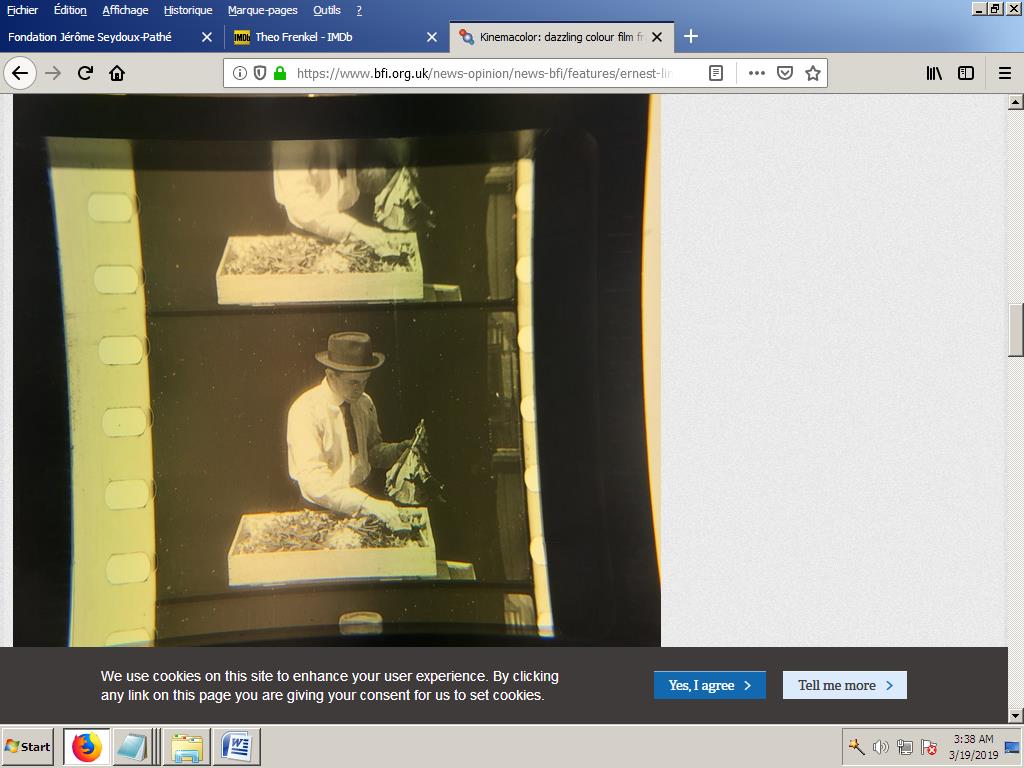 Fichier Édition Affichage Historique Marque-pages Outils ?
Fondation Jérôme Seydoux-Pathé
IMDb Theo Frenkel - IMDb
Kinemacolor: dazzling colour film fr
https://www.bfi.org.uk/news-opinion/news-bfi/features/ernest-lin
We use cookies on this site to enhance your user experience. By clicking
any link on this page you are giving your consent for us to set cookies.
Yes, I agree
Tell me more
Start
3:38 AM
3/19/2019